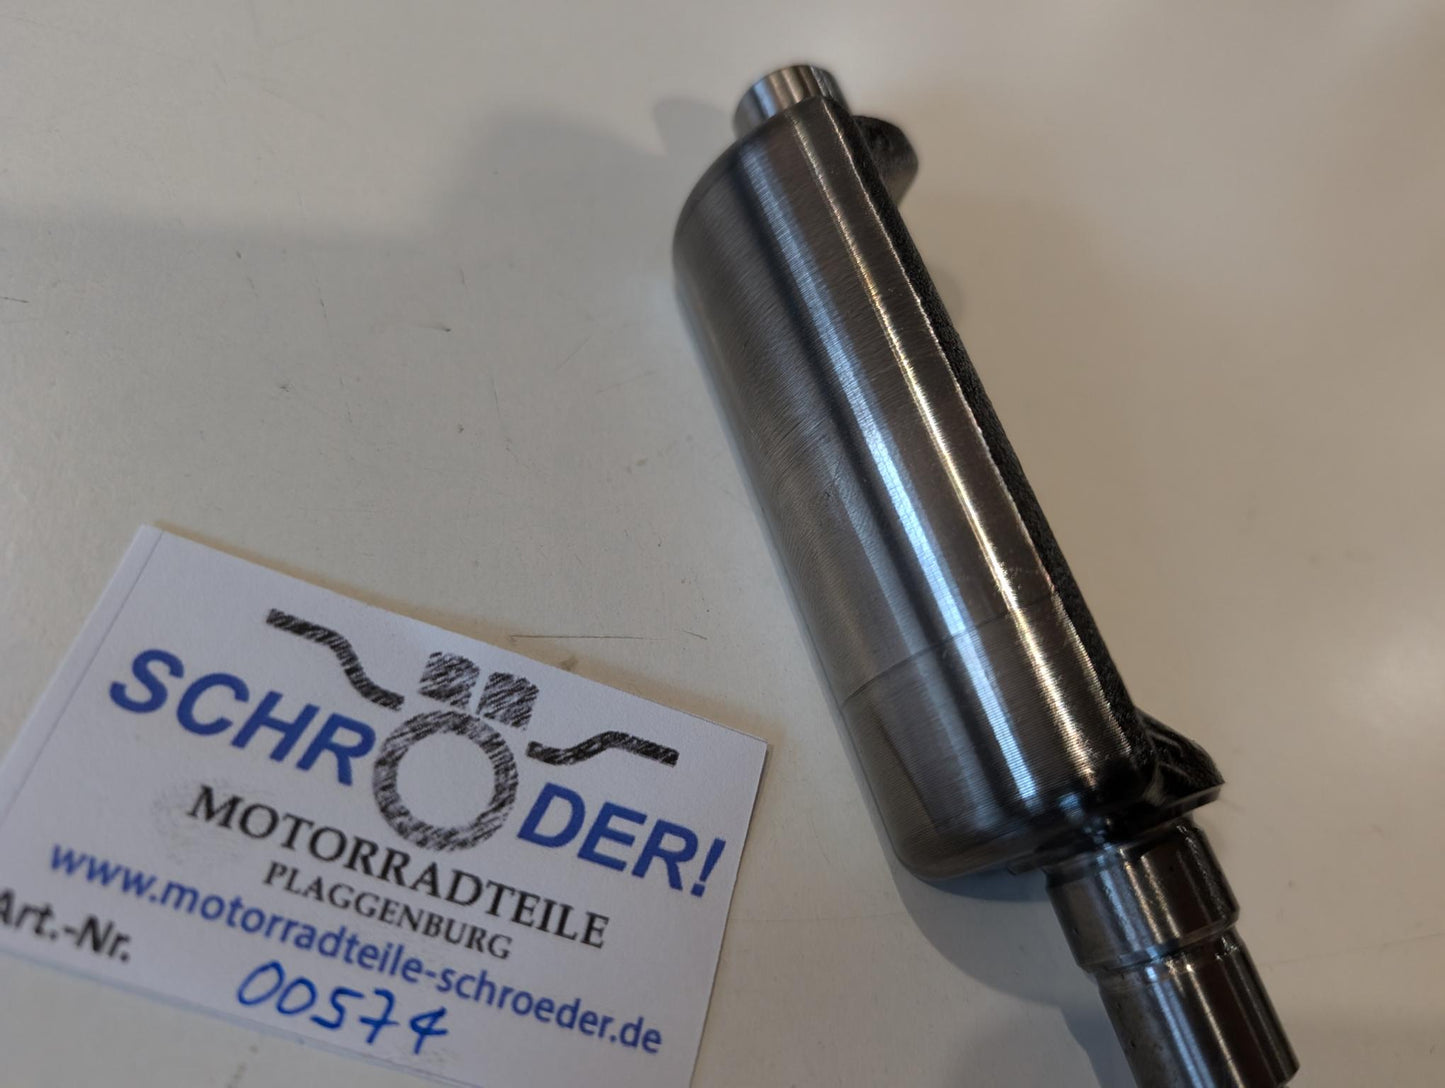 SCHRÖDER!
MOTORRADTEILE
PLAGGENBURG
www.motorradteile-schroeder.de
Art.-Nr.
00574